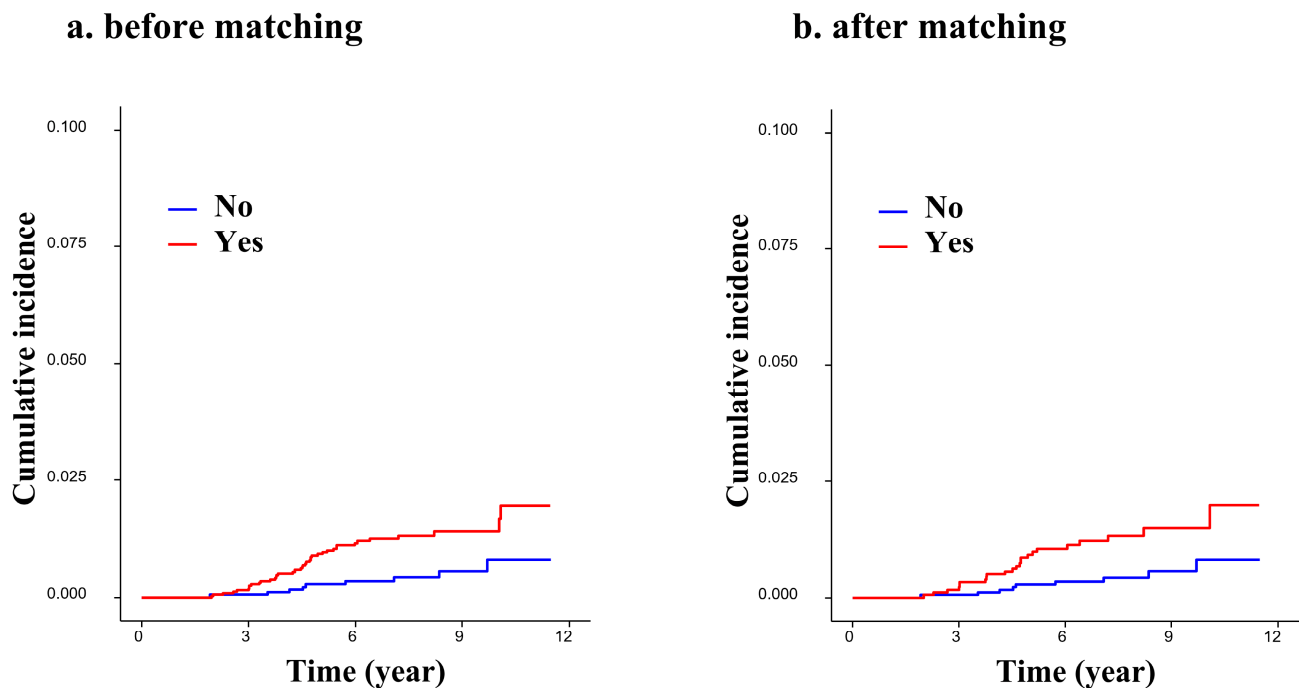 a. before matching
Cumulative incidence
0.100
0.075
0.050
0.025
0.000
No
Yes
0 3 6 9 12
Time (year)
b. after matching
Cumulative incidence
0.100
0.075
0.050
0.025
0.000
No
Yes
0 3 6 9 12
Time (year)